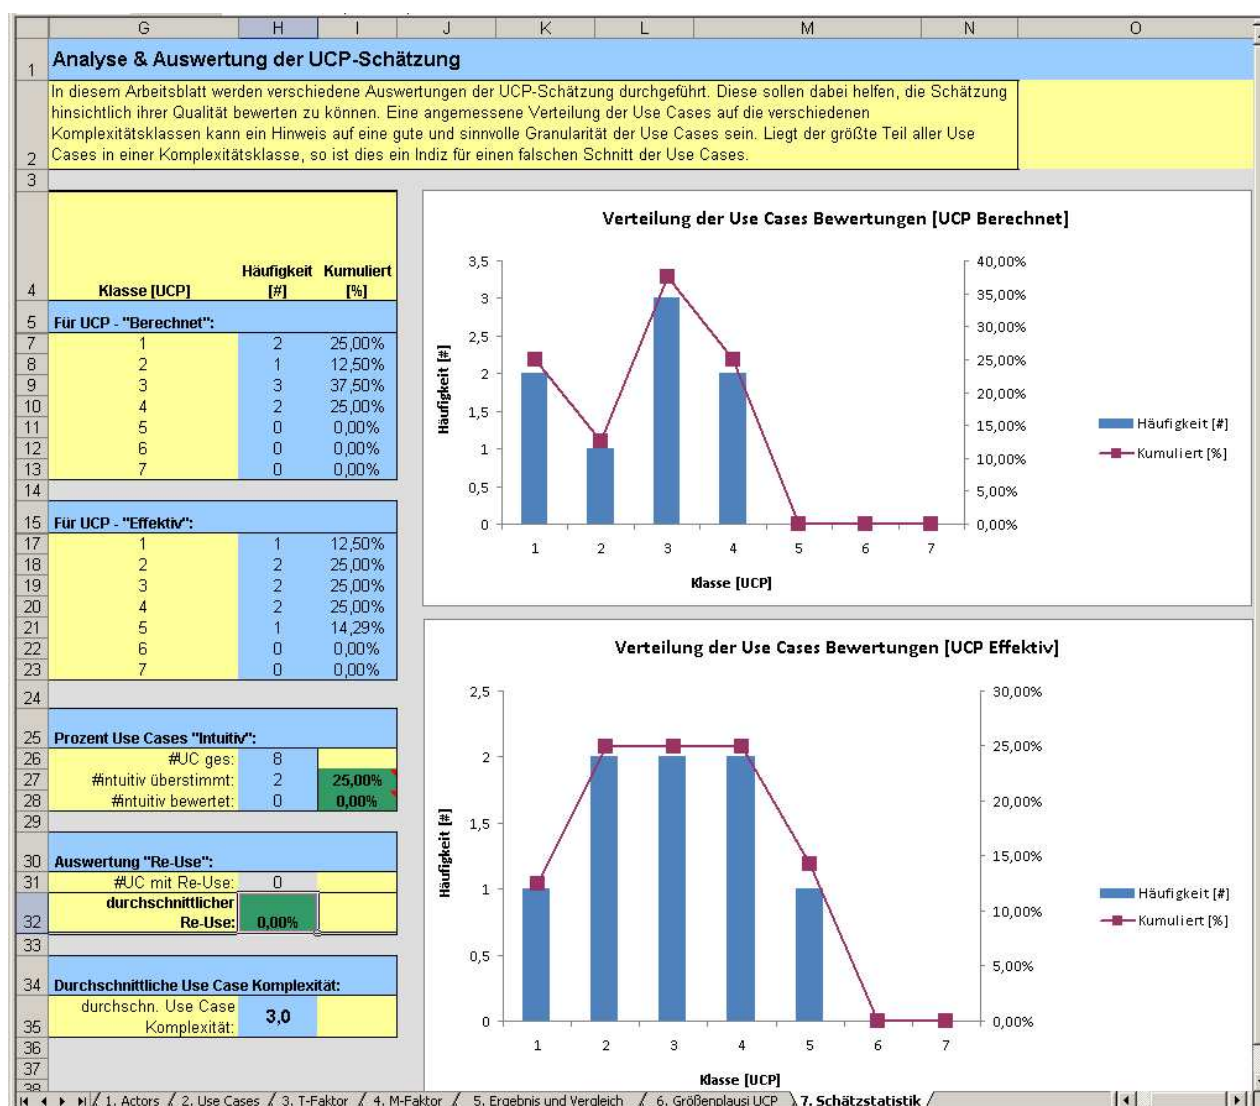 G H I J K L M N O
1 Analyse & Auswertung der UCP-Schätzung
In diesem Arbeitsblatt werden verschiedene Auswertungen der UCP-Schätzung durchgeführt. Diese sollen dabei helfen, die Schätzung
hinsichtlich ihrer Qualität bewerten zu können. Eine angemessene Verteilung der Use Cases auf die verschiedenen
Komplexitätsklassen kann ein Hinweis auf eine gute und sinnvolle Granularität der Use Cases sein. Liegt der größte Teil aller Use
2 Cases in einer Komplexitätsklasse, so ist dies ein Indiz für einen falschen Schnitt der Use Cases.
3
Häufigkeit Kumuliert
4 Klasse [UCP] [#] [%]
5 Für UCP - "Berechnet":
7 1 2 25,00%
8 2 1 12,50%
9 3 3 37,50%
10 4 2 25,00%
11 5 0 0,00%
12 6 0 0,00%
13 7 0 0,00%
14
15 Für UCP - "Effektiv":
17 1 1 12,50%
18 2 2 25,00%
19 3 2 25,00%
20 4 2 25,00%
21 5 1 14,29%
22 6 0 0,00%
23 7 0 0,00%
24
25 Prozent Use Cases "Intuitiv":
26 #UC ges: 8
27 #intuitiv überstimmt: 2 25,00%
28 #intuitiv bewertet: 0 0,00%
29
30 Auswertung "Re-Use":
31 #UC mit Re-Use: 0
durchschnittlicher
32 Re-Use: 0,00%
33
34 Durchschnittliche Use Case Komplexität:
durchschn. Use Case
35 Komplexität: 3,0
36
37
38
Verteilung der Use Cases Bewertungen [UCP Berechnet]
3,5 40,00%
3 35,00%
30,00%
2,5 25,00%
2 20,00%
1,5 15,00%
1 10,00%
0,5 5,00%
0 0,00%
Häufigkeit [#]
1 2 3 4 5 6 7
Klasse [UCP]
Häufigkeit [#]
Kumuliert [%]
Verteilung der Use Cases Bewertungen [UCP Effektiv]
2,5 30,00%
25,00%
2 20,00%
1,5 15,00%
1 10,00%
0,5 5,00%
0 0,00%
Häufigkeit [#]
1 2 3 4 5 6 7
Klasse [UCP]
Häufigkeit [#]
Kumuliert [%]
1. Actors 2. Use Cases 3. T-Faktor 4. M-Faktor 5. Ergebnis und Vergleich 6. Größenplausi UCP 7. Schätzstatistik